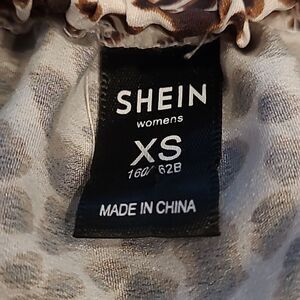 SHEIN
womens
XS
160/ 62B
MADE IN CHINA